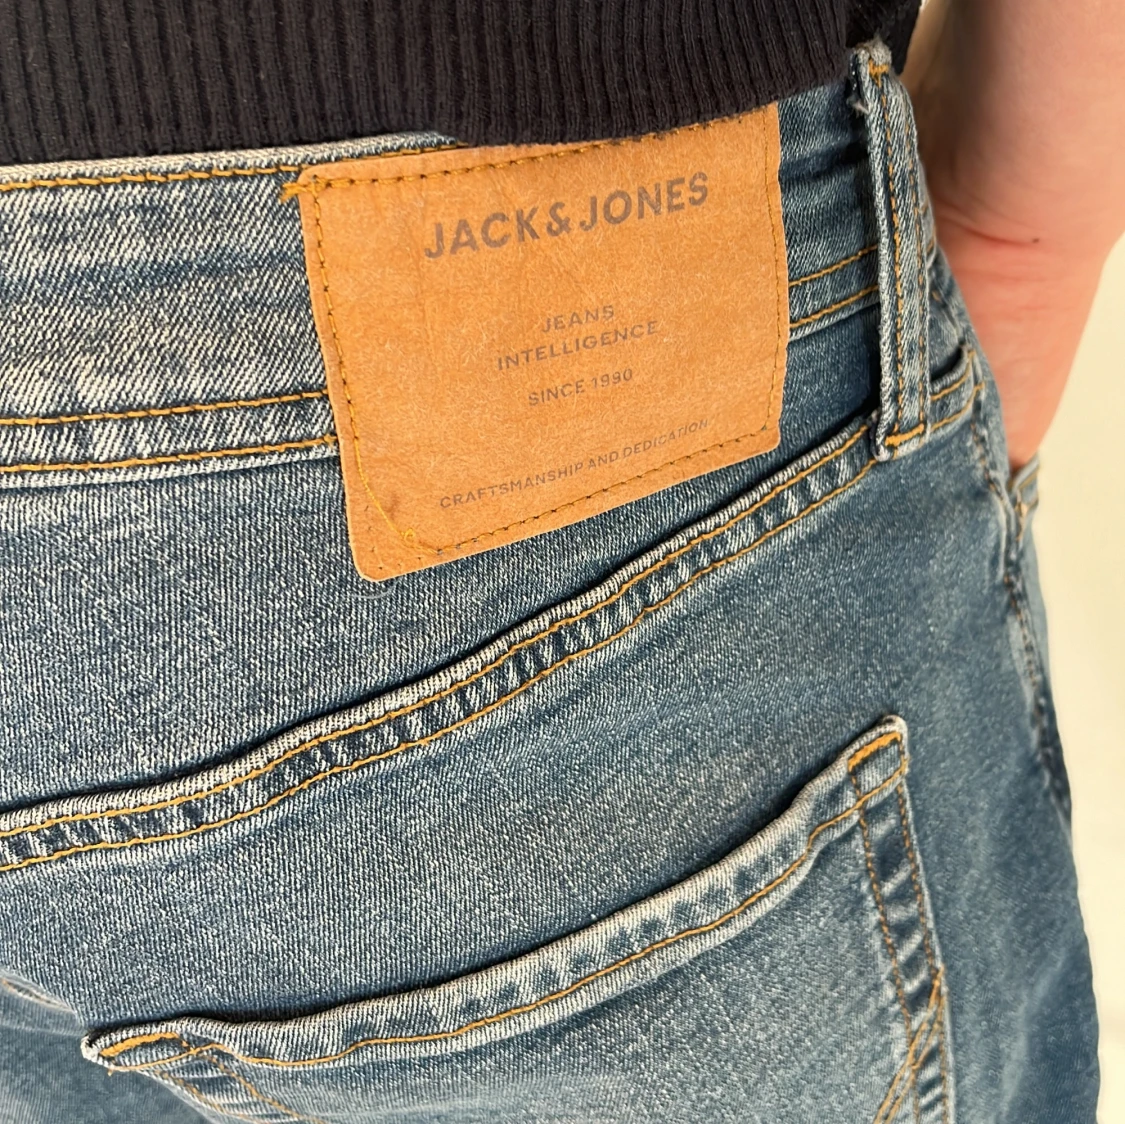 JACK & JONES
JEANS
INTELLIGENCE
SINCE 1990
CRAFTSMANSHIP AND DEDICATION